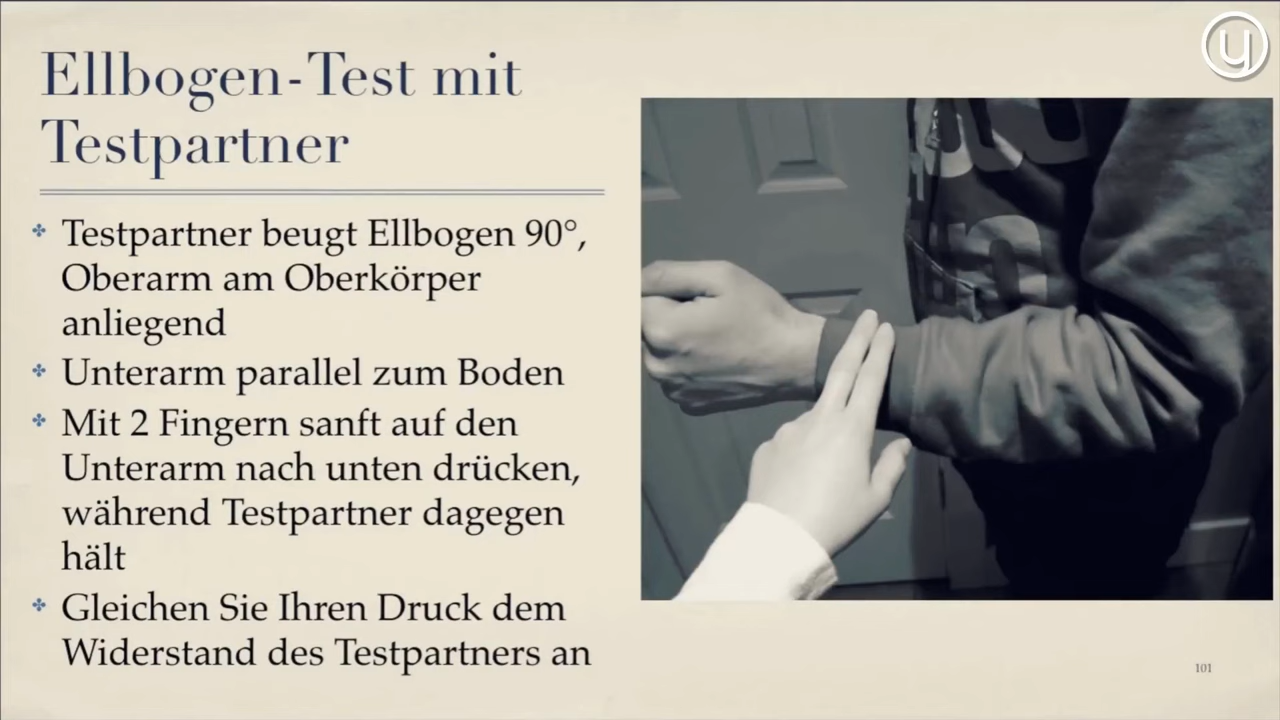 Ellbogen-Test mit
Testpartner
Testpartner beugt Ellbogen 90°,
Oberarm am Oberkörper
anliegend
Unterarm parallel zum Boden
Mit 2 Fingern sanft auf den
Unterarm nach unten drücken,
während Testpartner dagegen
hält
Gleichen Sie Ihren Druck dem
Widerstand des Testpartners an
101
y